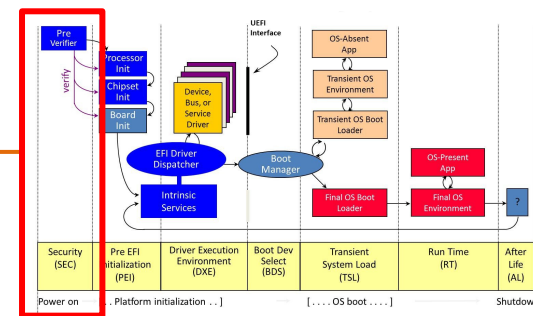 UEFI
Interface
Pre
Verifier
verify
Processor
Init
Chipset
Init
Board
Init
Device,
Bus, or
Service
Driver
EFI Driver
Dispatcher
Intrinsic
Services
Boot
Manager
OS-Absent
App
Transient OS
Environment
Transient OS Boot
Loader
OS-Present
App
Final OS Boot
Loader
Final OS
Environment
?
Security
(SEC)
Pre EFI
Initialization
(PEI)
Driver Execution
Environment
(DXE)
Boot Dev
Select
(BDS)
Transient
System Load
(TSL)
Run Time
(RT)
After
Life
(AL)
Power on [ . . Platform initialization . . ] [ . . . . OS boot . . . . ] Shutdown